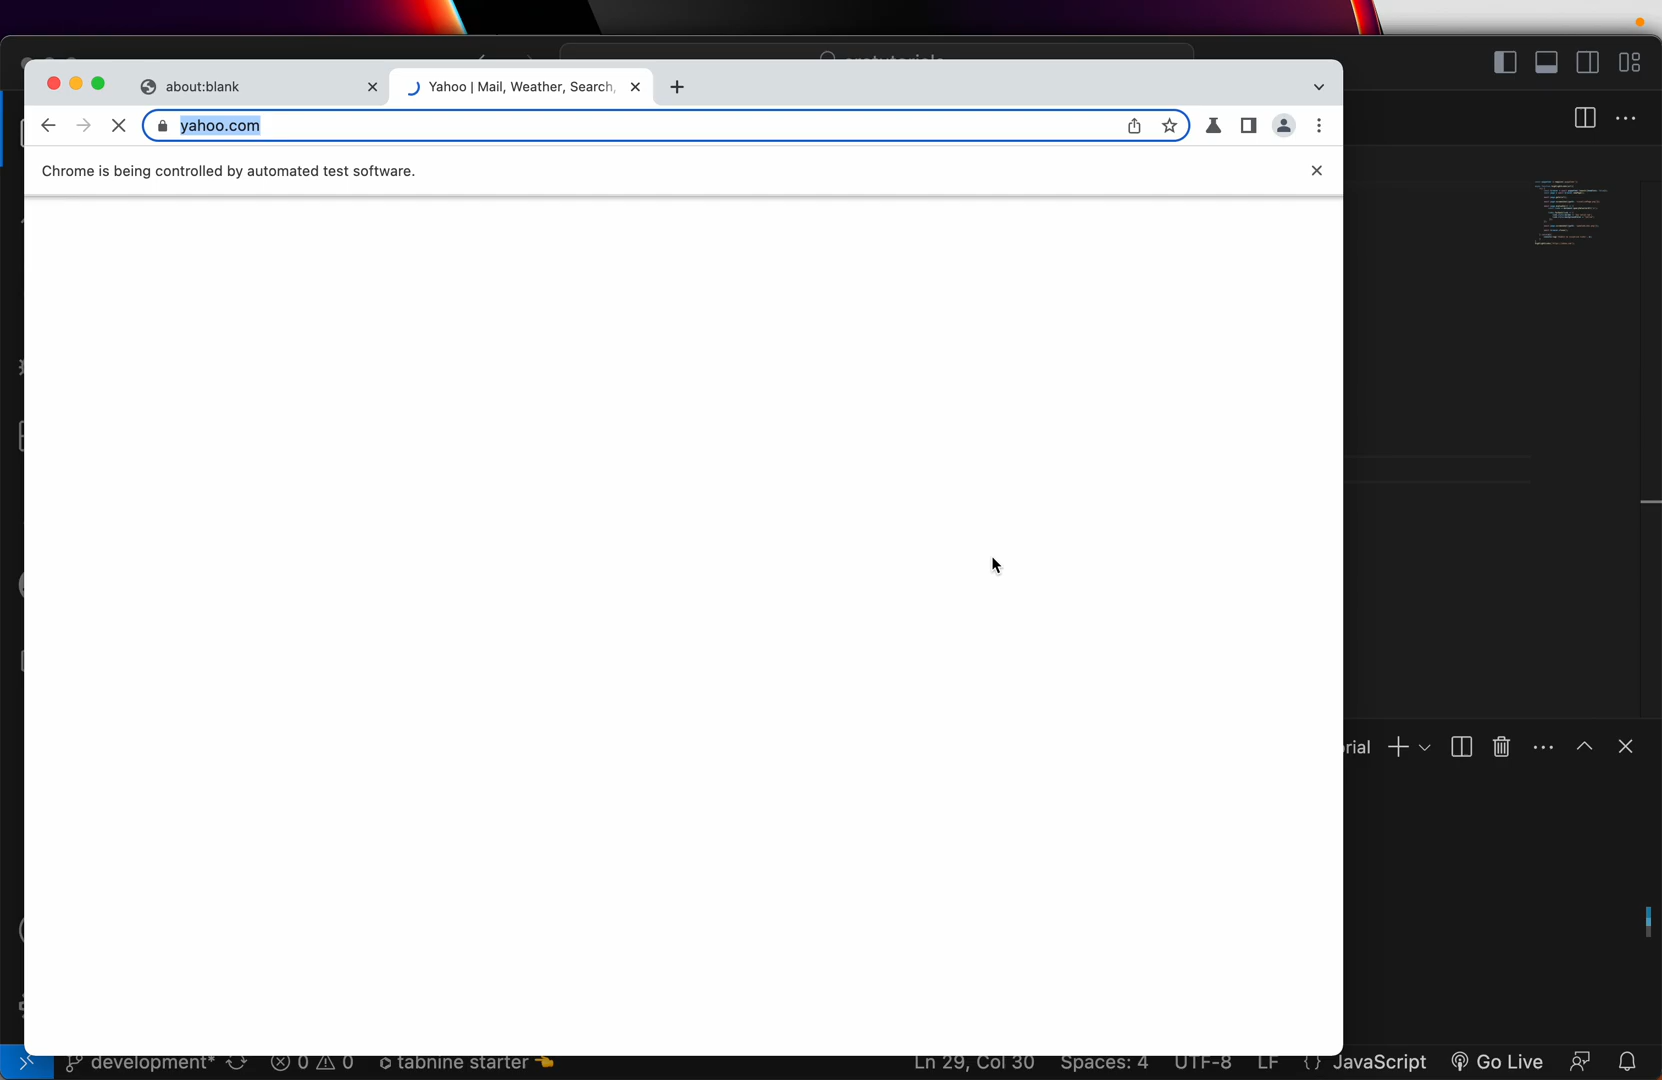 about:blank
Yahoo | Mail, Weather, Search,
yahoo.com
Chrome is being controlled by automated test software.
rial
development* 0 0 tabnine starter Ln 29, Col 30 Spaces: 4 UTF-8 LF {} JavaScript Go Live